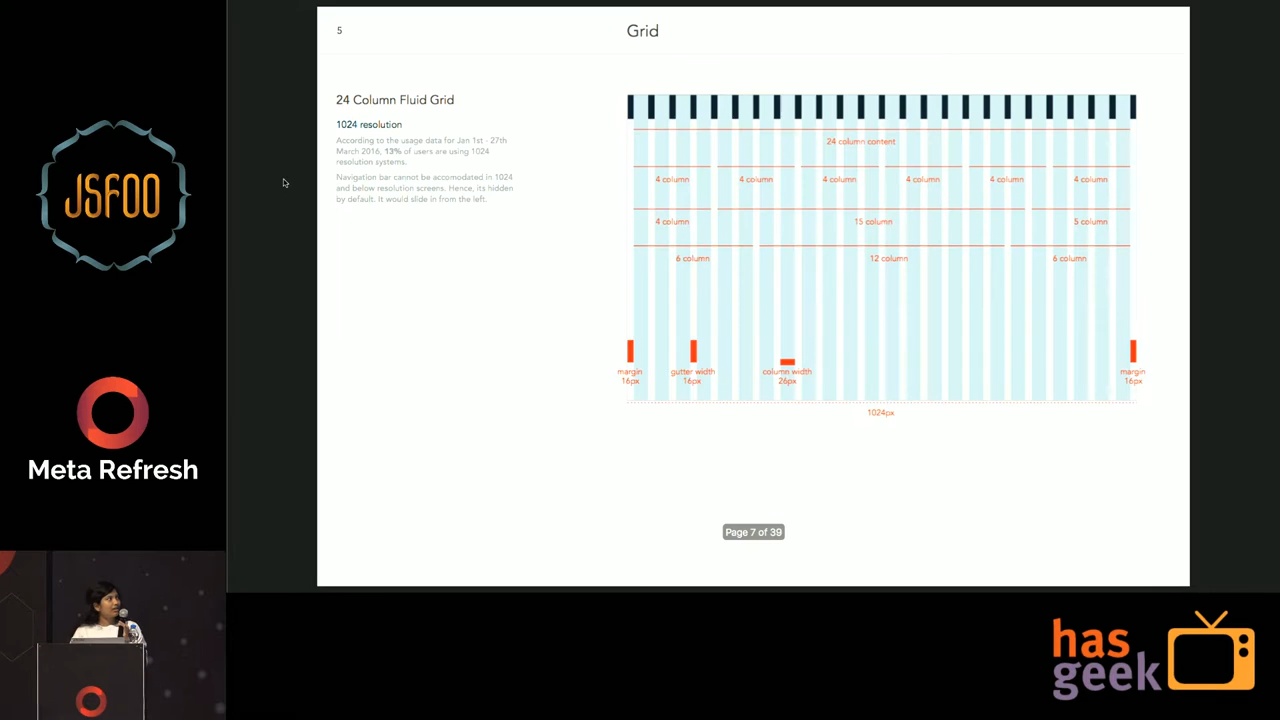 5
Grid
24 Column Fluid Grid
1024 resolution
According to the usage data for Jan 1st - 27th
March 2016, 13% of users are using 1024
resolution systems.
Navigation bar cannot be accomodated in 1024
and below resolution screens. Hence, its hidden
by default. It would slide in from the left.
24 column content
4 column 4 column 4 column 4 column 4 column 4 column
4 column 15 column 5 column
6 column 12 column 6 column
margin gutter width column width margin
16px 16px 26px 16px
1024px
Page 7 of 39
JSFOO
Meta Refresh
has
geek